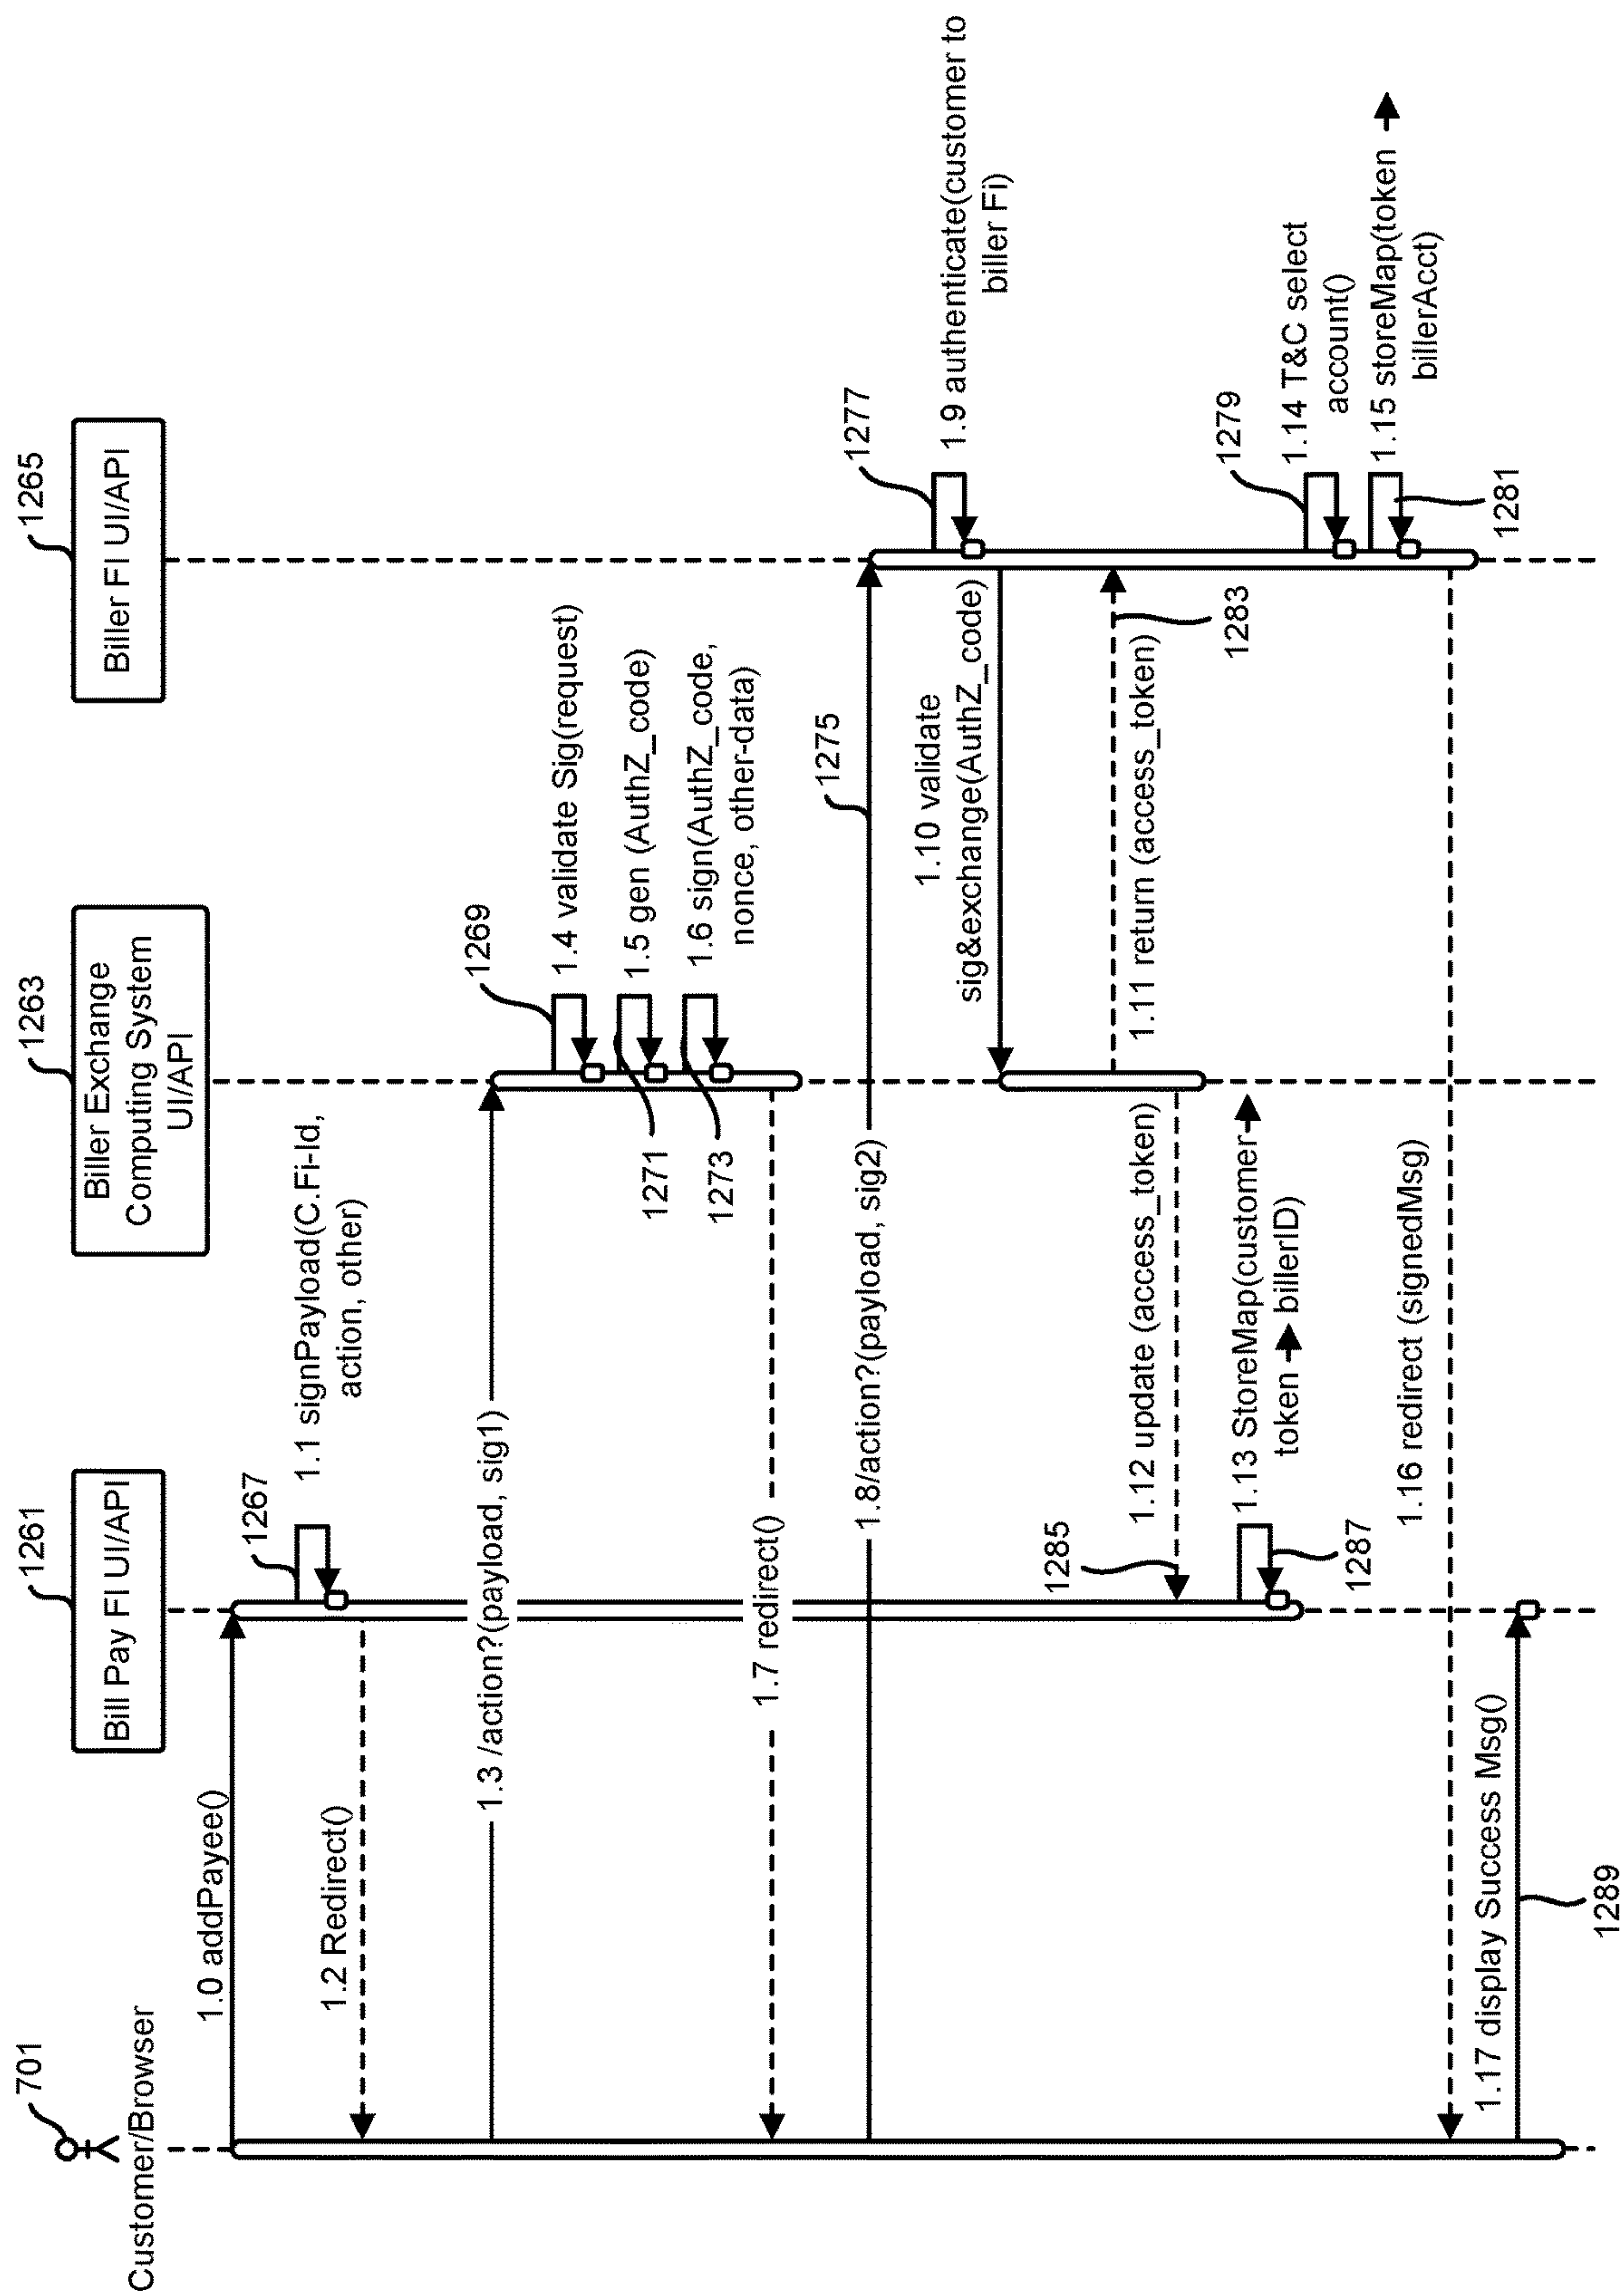 701
Customer/Browser
1261
Bill Pay FI UI/API
1263
Biller Exchange
Computing System
UI/API
1265
Biller FI UI/API
1.0 addPayee()
1267
1.1 signPayload(C.Fi-Id,
action, other)
1.2 Redirect()
1.3 /action?(payload, sig1)
1269
1.4 validate Sig(request)
1271
1.5 gen (AuthZ_code)
1273
1.6 sign(AuthZ_code,
nonce, other-data)
1.7 redirect()
1.8/action?(payload, sig2)
1275
1277
1.9 authenticate(customer to
biller Fi)
1.10 validate
sig&exchange(AuthZ_code)
1.11 return (access_token)
1283
1285
1.12 update (access_token)
1.13 StoreMap(customer
token billerID)
1287
1279
1.14 T&C select
account()
1.15 storeMap(token
billerAcct)
1281
1.16 redirect (signedMsg)
1.17 display Success Msg()
1289